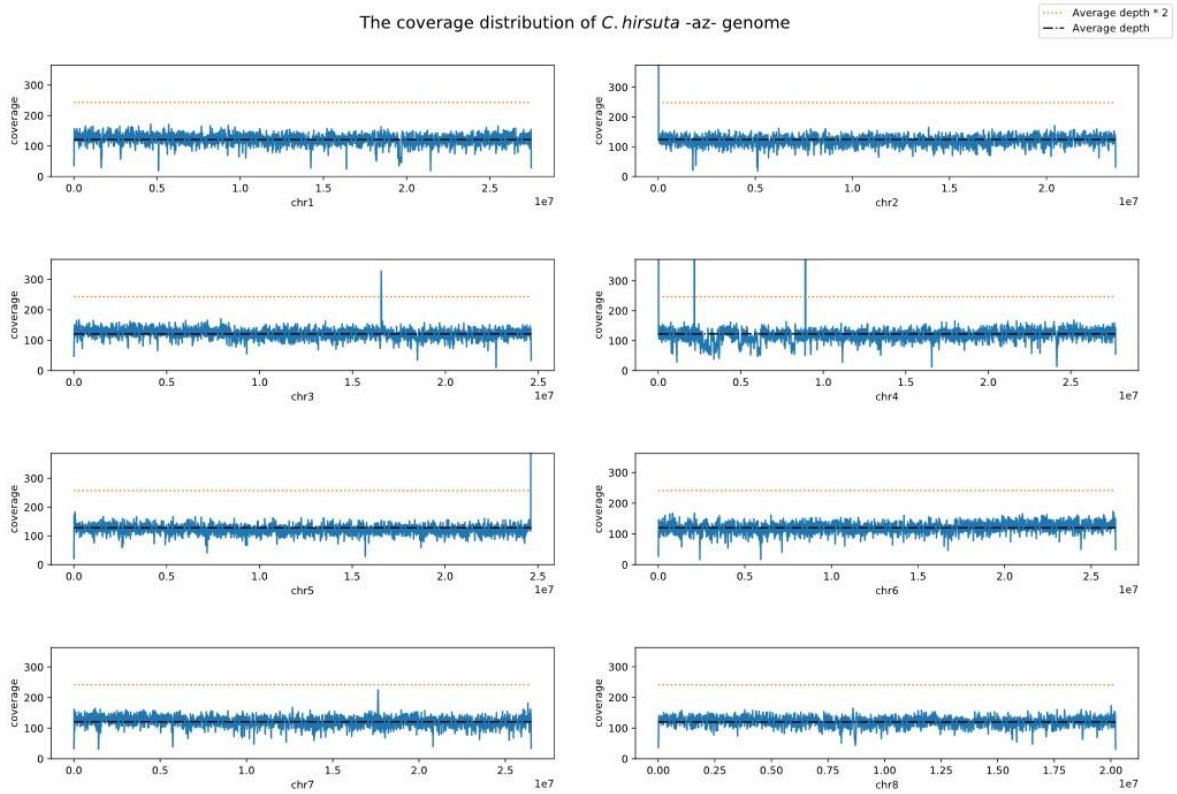 The coverage distribution of C. hirsuta -az- genome
Average depth * 2
Average depth
300
200
100
0
coverage
0.0 0.5 1.0 1.5 2.0 2.5
1e7
chr1
300
200
100
0
coverage
0.0 0.5 1.0 1.5 2.0
1e7
chr2
300
200
100
0
coverage
0.0 0.5 1.0 1.5 2.0 2.5
1e7
chr3
300
200
100
0
coverage
0.0 0.5 1.0 1.5 2.0 2.5
1e7
chr4
300
200
100
0
coverage
0.0 0.5 1.0 1.5 2.0 2.5
1e7
chr5
300
200
100
0
coverage
0.0 0.5 1.0 1.5 2.0 2.5
1e7
chr6
300
200
100
0
coverage
0.0 0.5 1.0 1.5 2.0 2.5
1e7
chr7
300
200
100
0
coverage
0.00 0.25 0.50 0.75 1.00 1.25 1.50 1.75 2.00
1e7
chr8